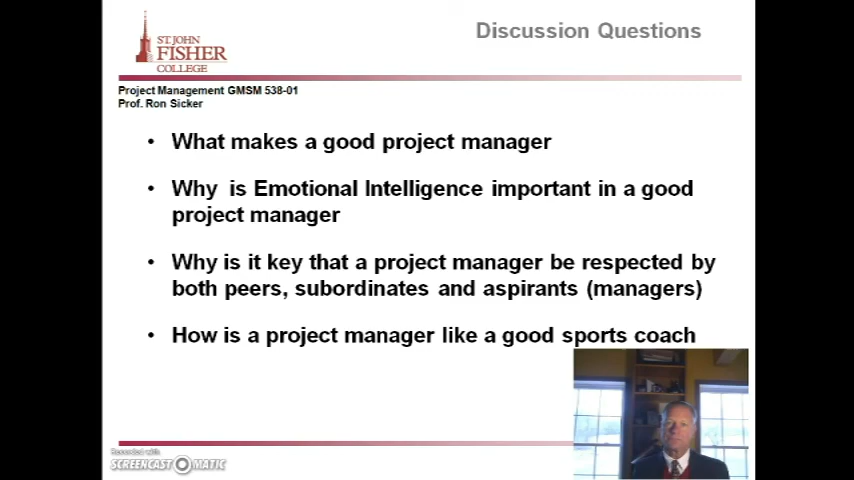 ST. JOHN
FISHER
COLLEGE
Discussion Questions
Project Management GMSM 538-01
Prof. Ron Sicker
• What makes a good project manager
• Why is Emotional Intelligence important in a good
project manager
• Why is it key that a project manager be respected by
both peers, subordinates and aspirants (managers)
• How is a project manager like a good sports coach
Recorded with
SCREENCAST-O-MATIC